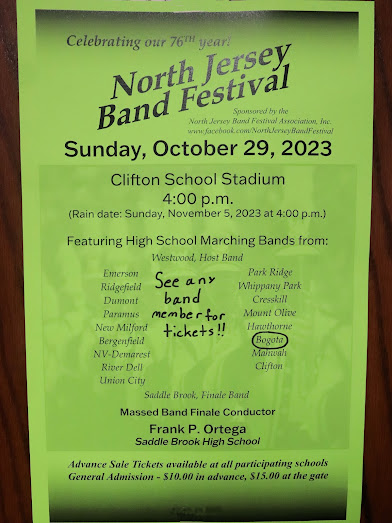 Celebrating our 76TH year!
North Jersey
Band Festival
Sponsored by the
North Jersey Band Festival Association, Inc.
www.facebook.com/NorthJerseyBandFestival
Sunday, October 29, 2023
Clifton School Stadium
4:00 p.m.
(Rain date: Sunday, November 5, 2023 at 4:00 p.m.)
Featuring High School Marching Bands from:
Westwood, Host Band
Emerson
Ridgefield
Dumont
Paramus
New Milford
Bergenfield
NV-Demarest
River Dell
Union City
See any
band
member for
tickets!!
Park Ridge
Whippany Park
Cresskill
Mount Olive
Hawthorne
Bogota
Mahwah
Clifton
Saddle Brook, Finale Band
Massed Band Finale Conductor
Frank P. Ortega
Saddle Brook High School
Advance Sale Tickets available at all participating schools
General Admission - $10.00 in advance, $15.00 at the gate